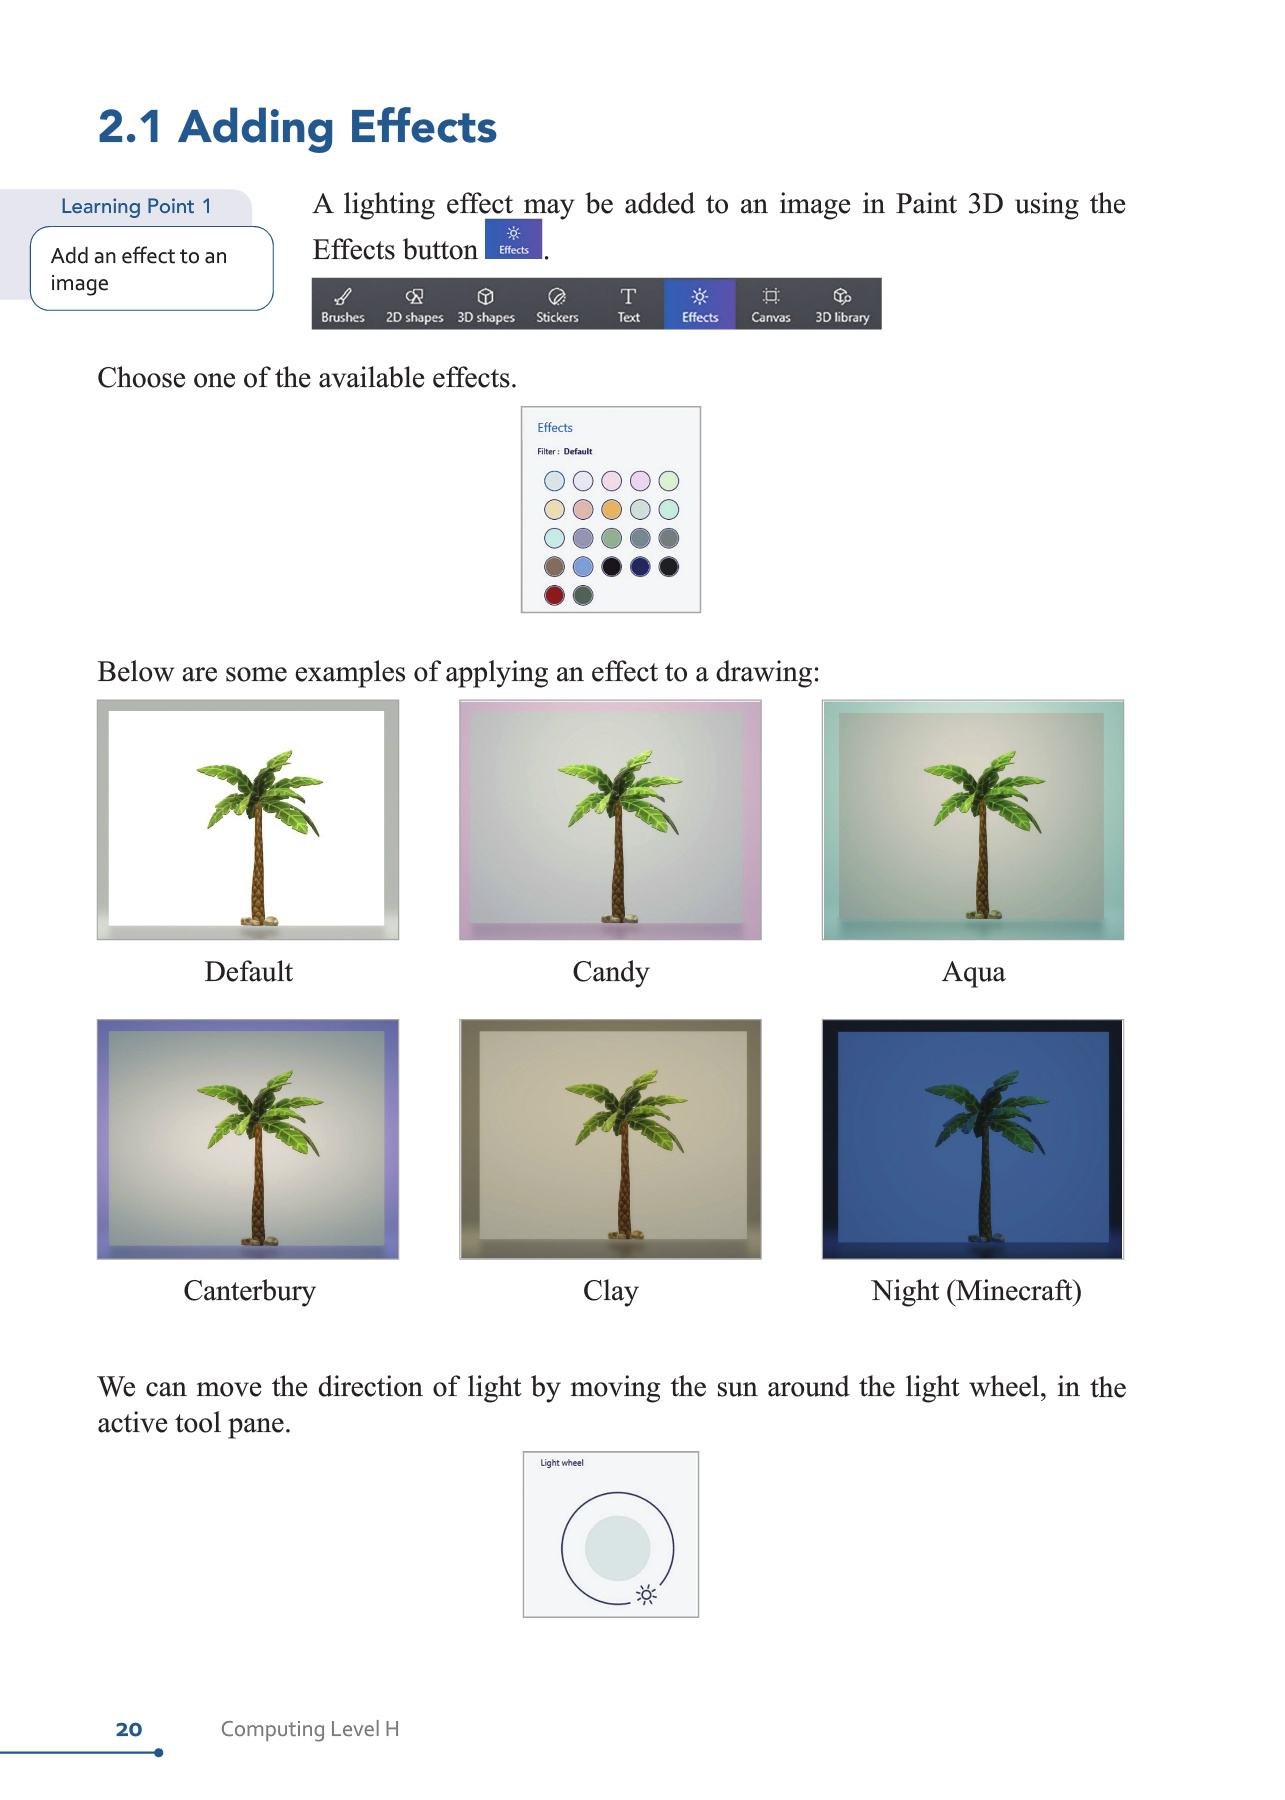 2.1 Adding Effects
Learning Point 1
Add an effect to an
image
A lighting effect may be added to an image in Paint 3D using the
Effects button Effects .
Brushes 2D shapes 3D shapes Stickers Text Effects Canvas 3D library
Choose one of the available effects.
Effects
Filter : Default
Below are some examples of applying an effect to a drawing:
Default Candy Aqua
Canterbury Clay Night (Minecraft)
We can move the direction of light by moving the sun around the light wheel, in the
active tool pane.
Light wheel
20 Computing Level H